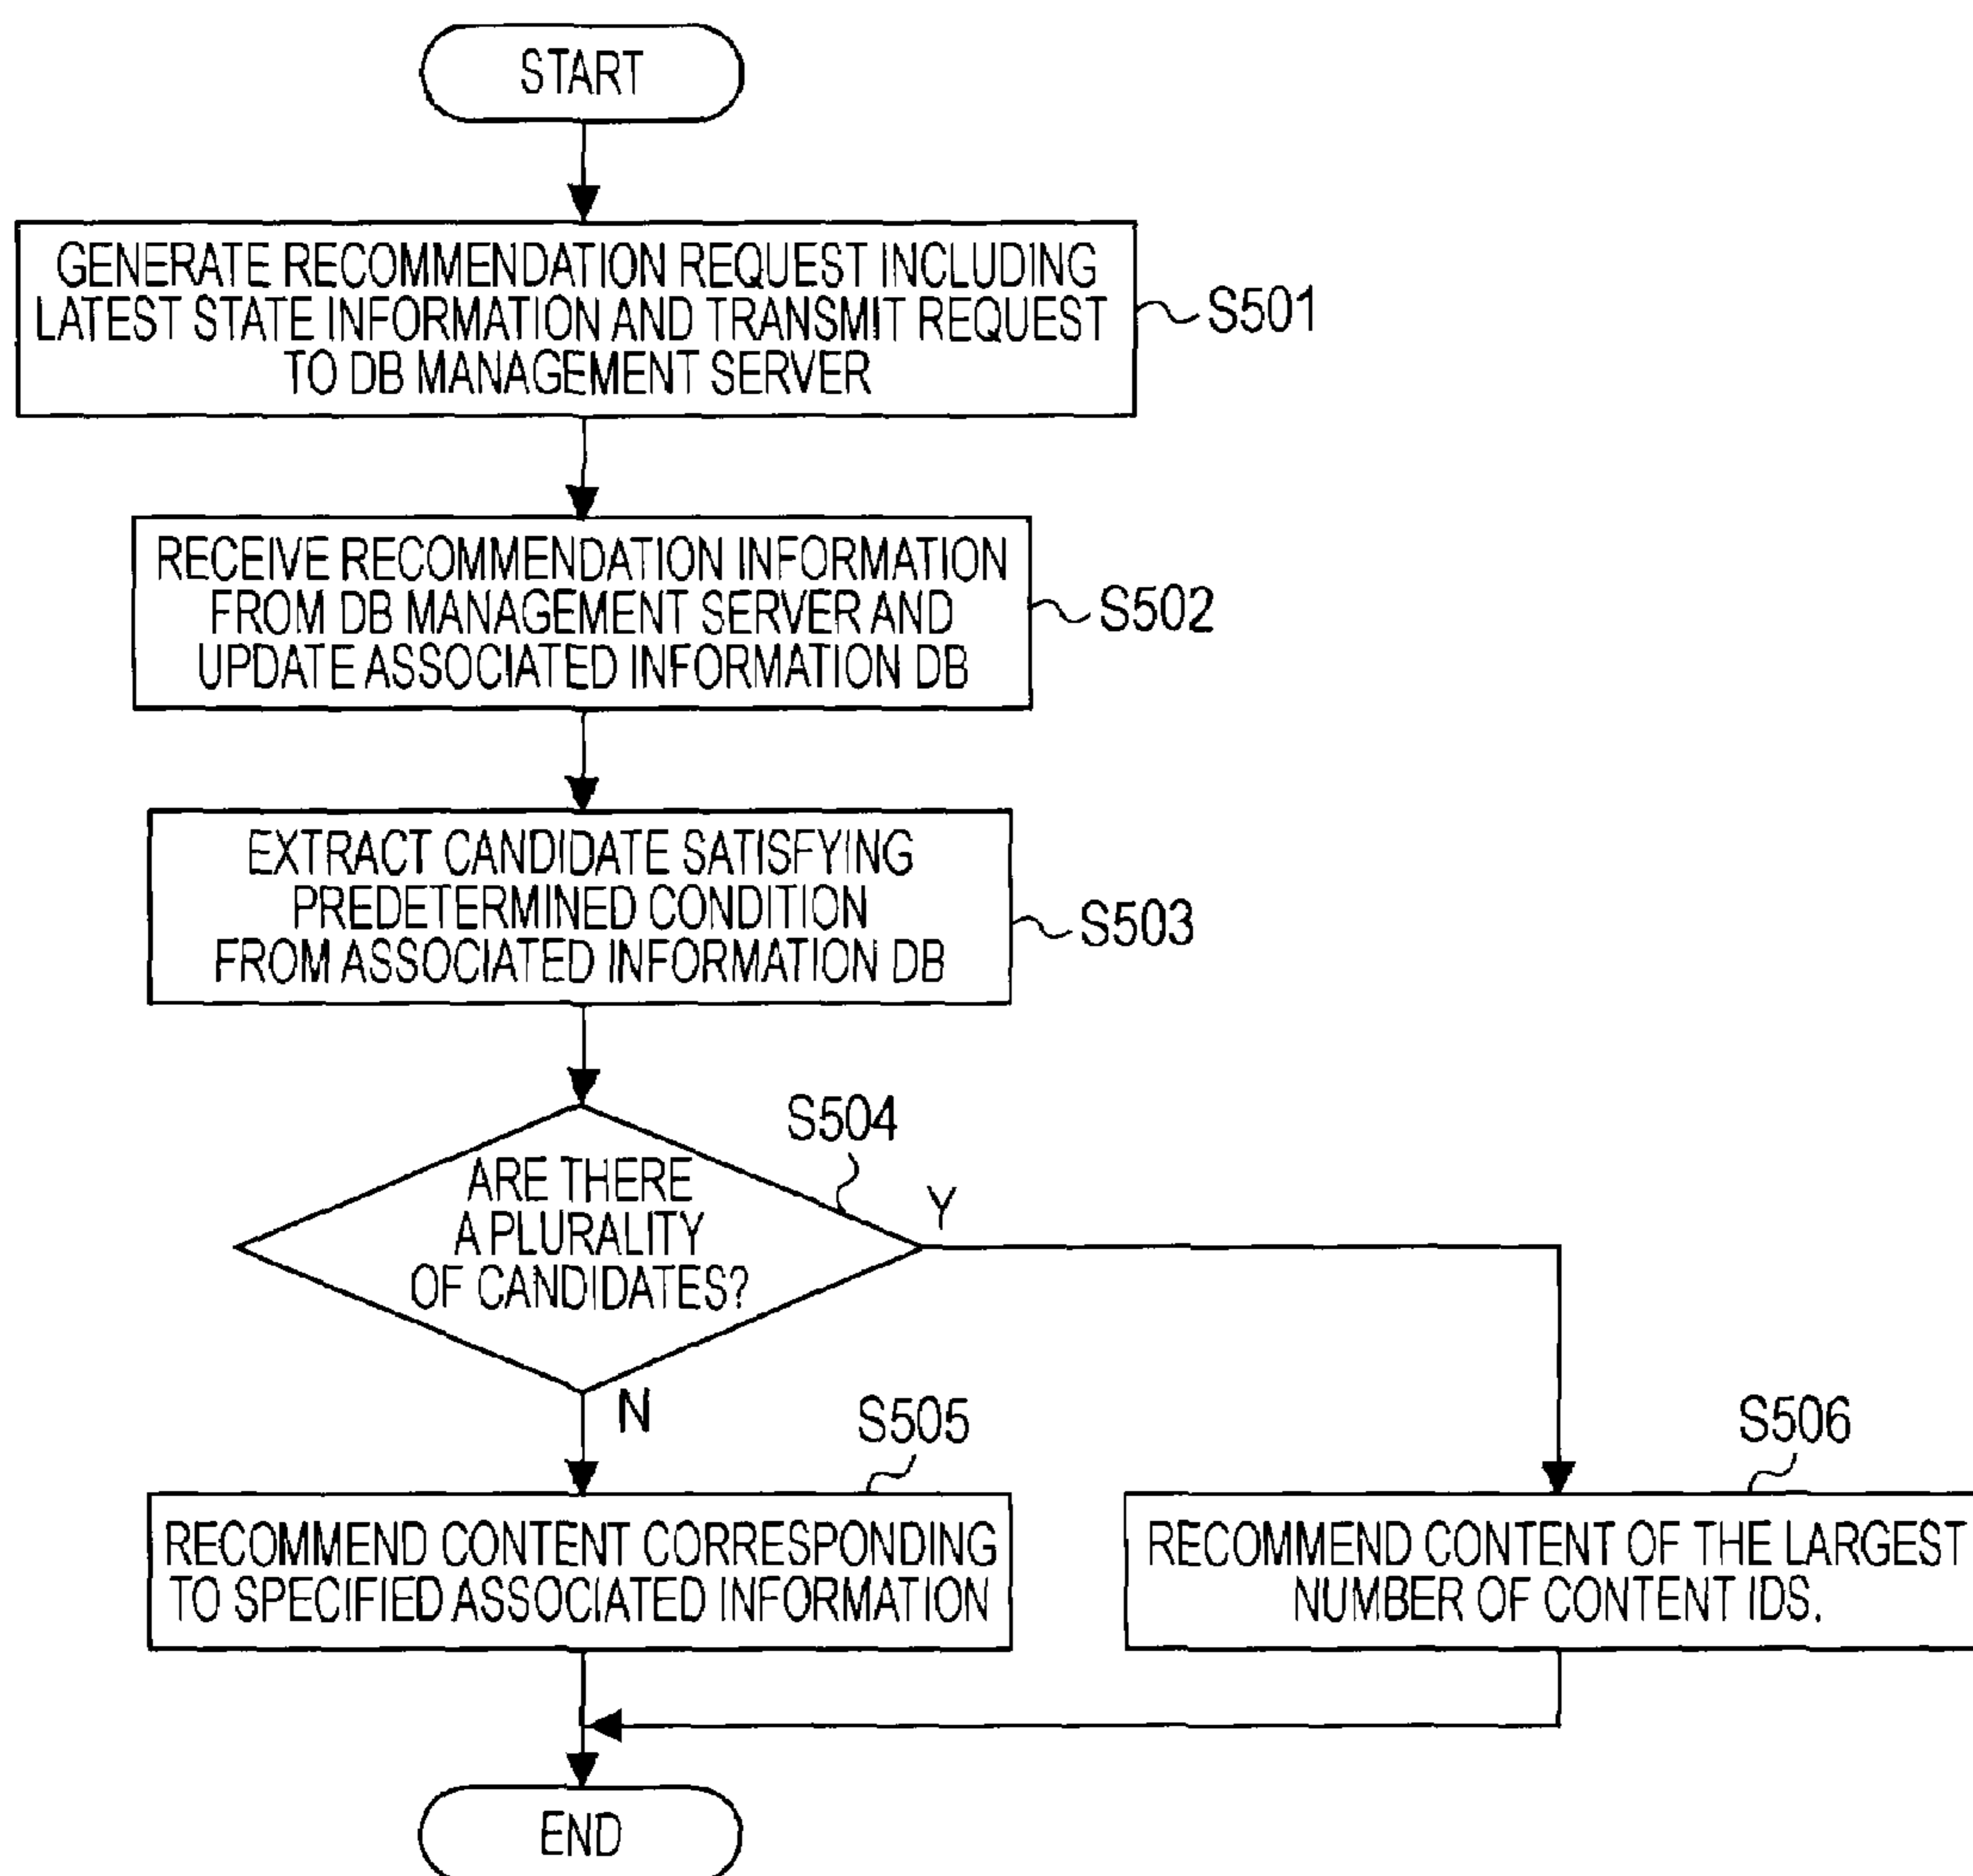 START
GENERATE RECOMMENDATION REQUEST INCLUDING
LATEST STATE INFORMATION AND TRANSMIT REQUEST
TO DB MANAGEMENT SERVER
S501
RECEIVE RECOMMENDATION INFORMATION
FROM DB MANAGEMENT SERVER AND
UPDATE ASSOCIATED INFORMATION DB
S502
EXTRACT CANDIDATE SATISFYING
PREDETERMINED CONDITION
FROM ASSOCIATED INFORMATION DB
S503
S504
ARE THERE
A PLURALITY
OF CANDIDATES?
Y
N
S505
RECOMMEND CONTENT CORRESPONDING
TO SPECIFIED ASSOCIATED INFORMATION
S506
RECOMMEND CONTENT OF THE LARGEST
NUMBER OF CONTENT IDS.
END